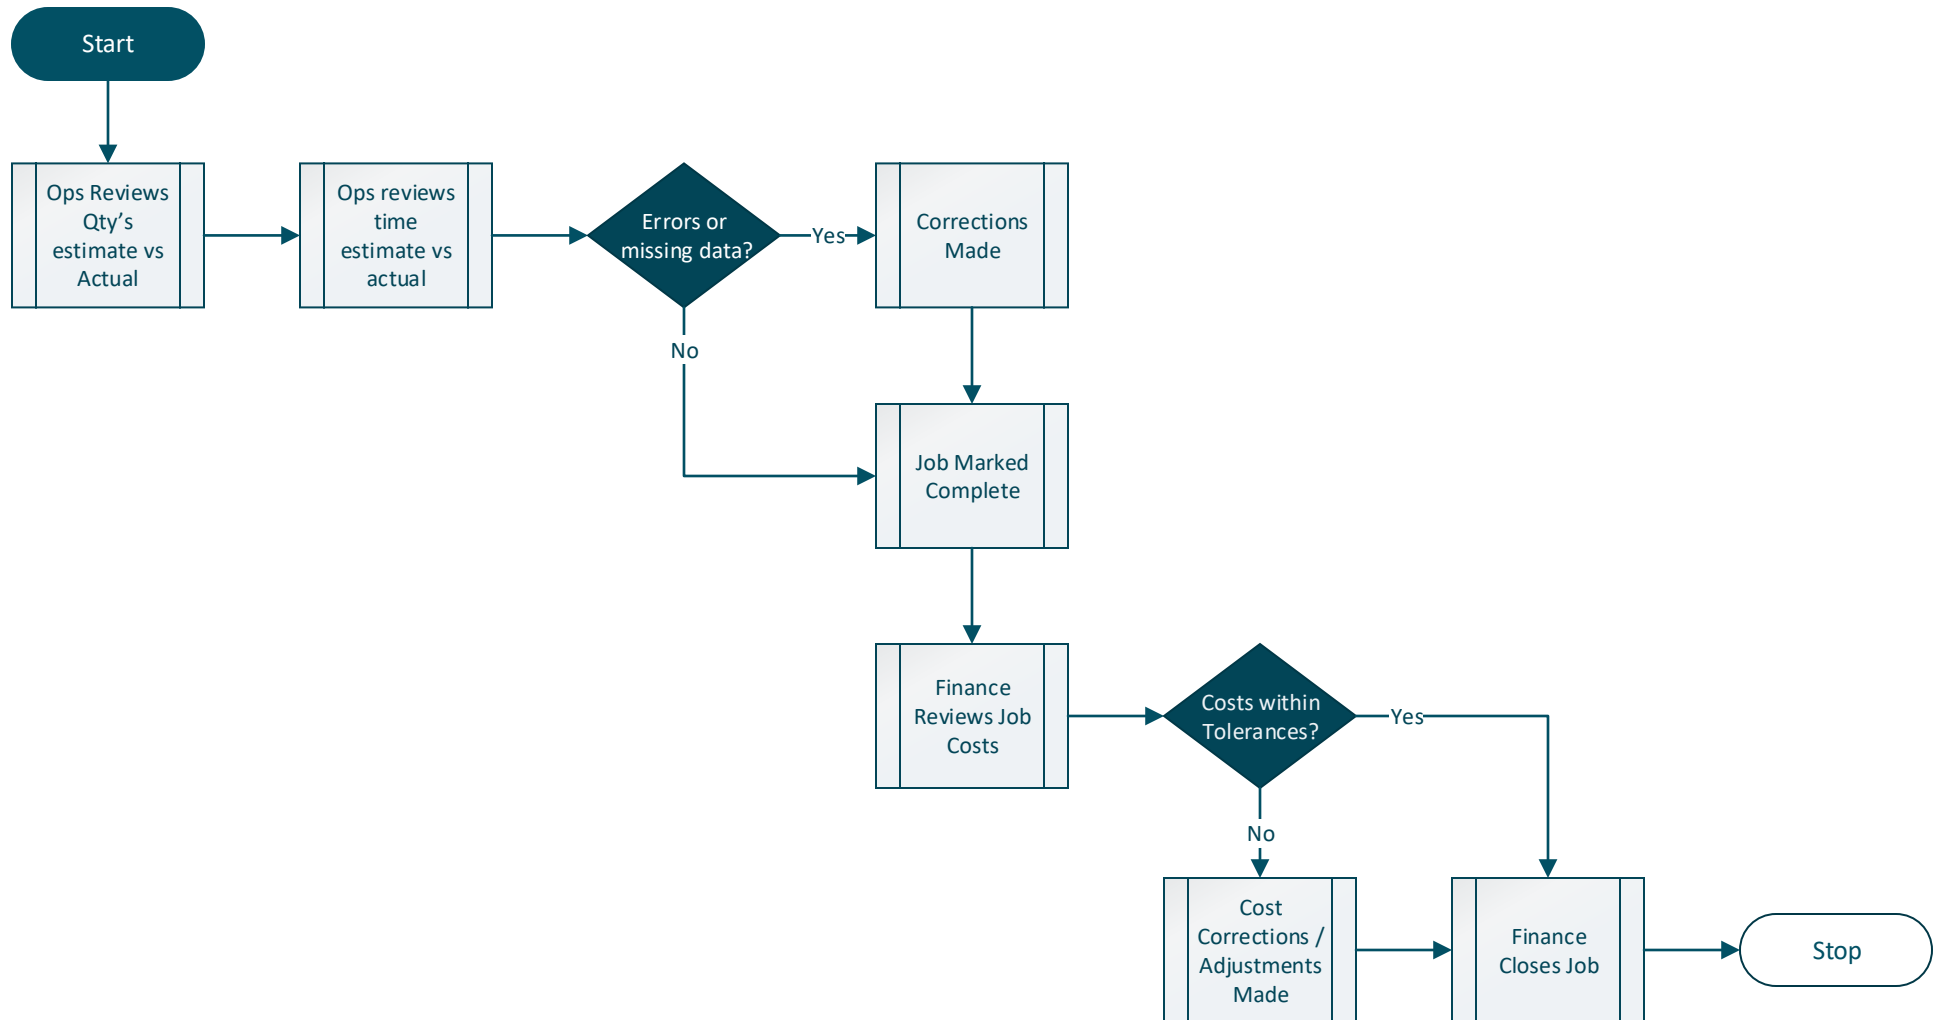 Start
Ops Reviews
Qty’s
estimate vs
Actual
Ops reviews
time
estimate vs
actual
Errors or
missing data?
Yes
Corrections
Made
No
Job Marked
Complete
Finance
Reviews Job
Costs
Costs within
Tolerances?
Yes
No
Cost
Corrections /
Adjustments
Made
Finance
Closes Job
Stop